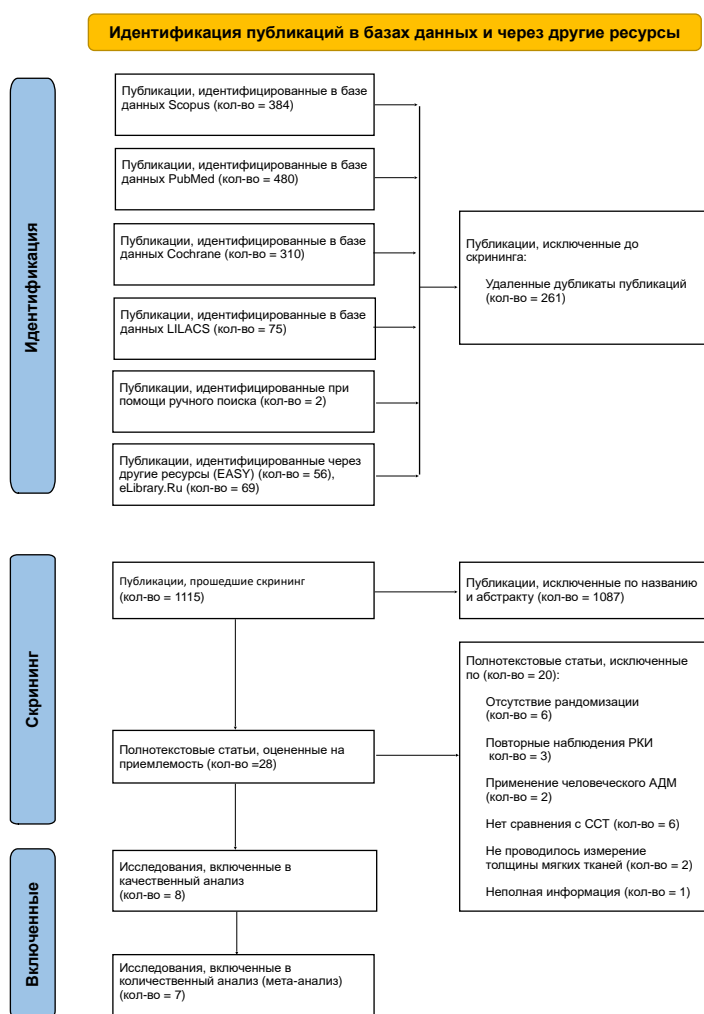 Идентификация публикаций в базах данных и через другие ресурсы
Идентификация
Публикации, идентифицированные в базе
данных Scopus (кол-во = 384)
Публикации, идентифицированные в базе
данных PubMed (кол-во = 480)
Публикации, идентифицированные в базе
данных Cochrane (кол-во = 310)
Публикации, идентифицированные в базе
данных LILACS (кол-во = 75)
Публикации, идентифицированные при
помощи ручного поиска (кол-во = 2)
Публикации, идентифицированные через
другие ресурсы (EASY) (кол-во = 56),
eLibrary.Ru (кол-во = 69)
Публикации, исключенные до
скрининга:
Удаленные дубликаты публикаций
(кол-во = 261)
Скрининг
Публикации, прошедшие скрининг
(кол-во = 1115)
Публикации, исключенные по названию
и абстракту (кол-во = 1087)
Полнотекстовые статьи, оцененные на
приемлемость (кол-во =28)
Полнотекстовые статьи, исключенные
по (кол-во = 20):
Отсутствие рандомизации
(кол-во = 6)
Повторные наблюдения РКИ
кол-во = 3)
Применение человеческого АДМ
(кол-во = 2)
Нет сравнения с ССТ (кол-во = 6)
Не проводилось измерение
толщины мягких тканей (кол-во = 2)
Неполная информация (кол-во = 1)
Включенные
Исследования, включенные в
качественный анализ
(кол-во = 8)
Исследования, включенные в
количественный анализ (мета-анализ)
(кол-во = 7)